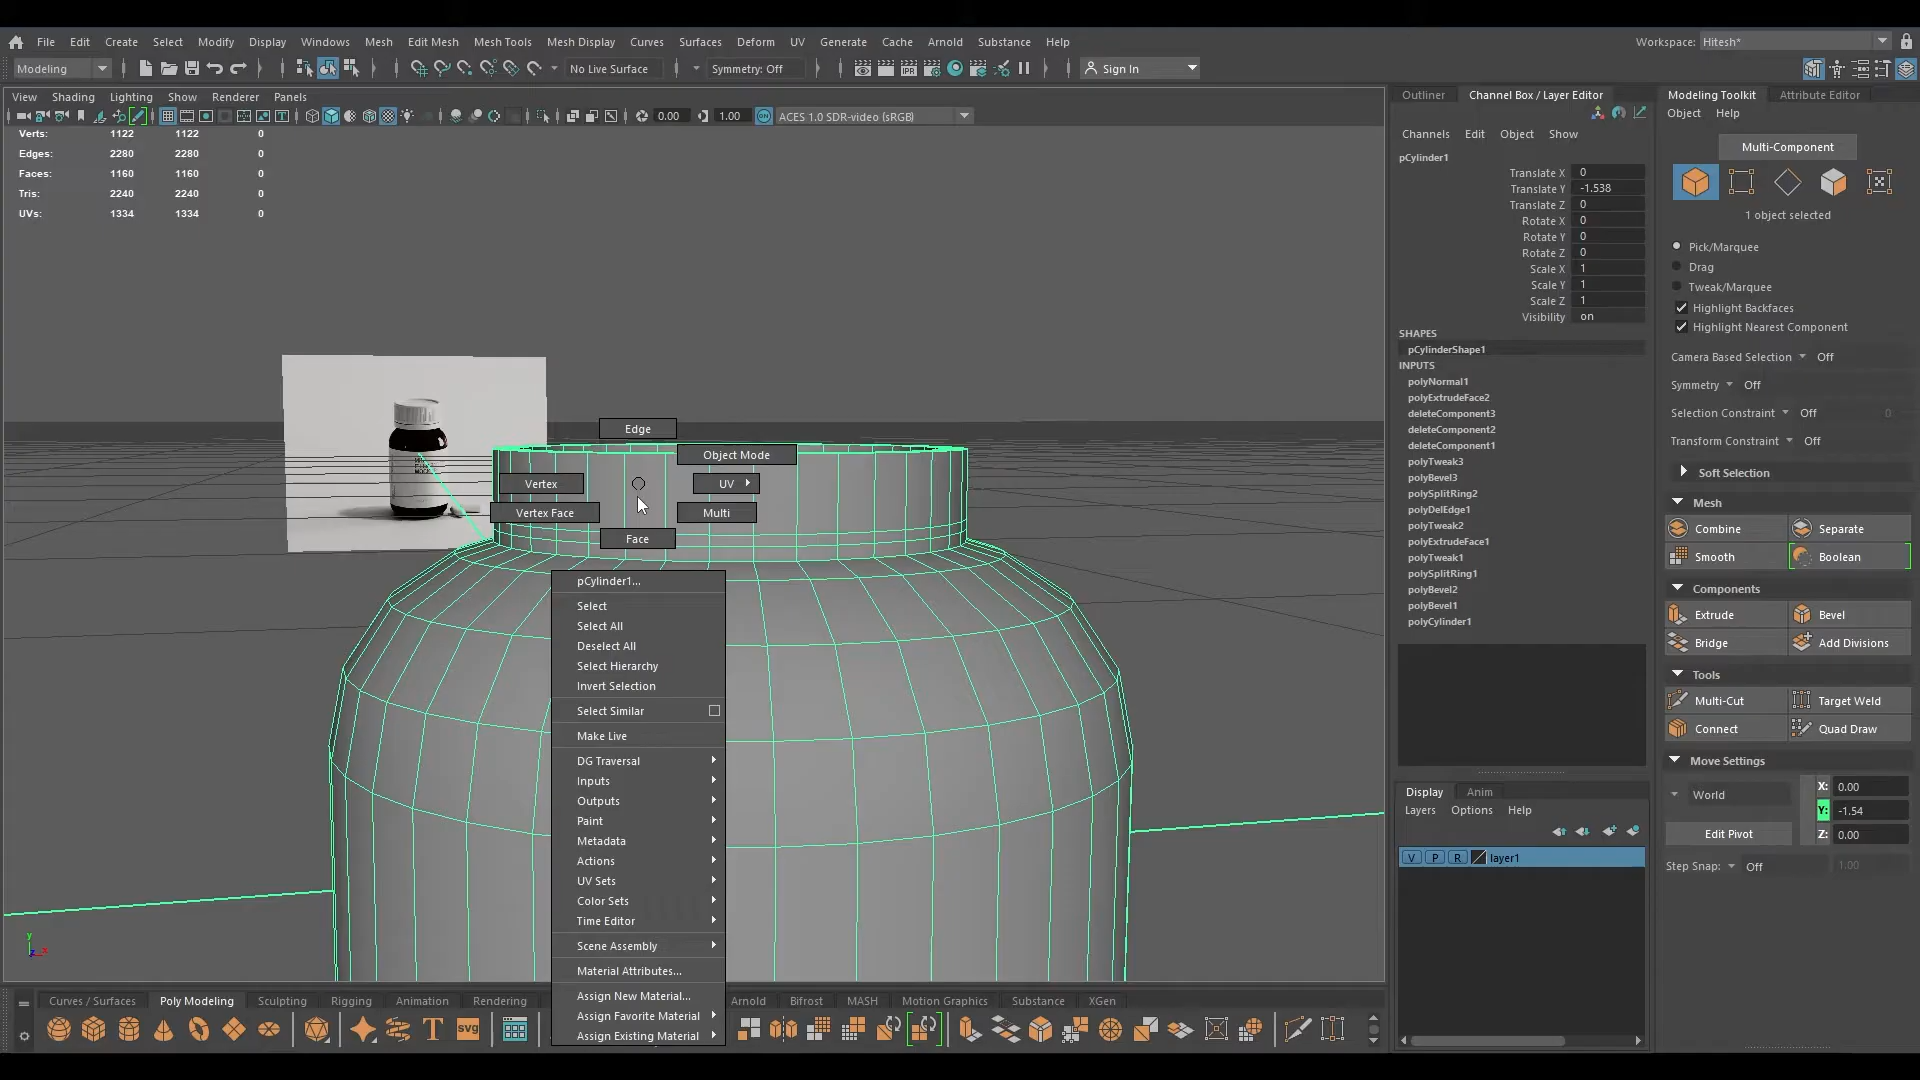 File Edit Create Select Modify Display Windows Mesh Edit Mesh Mesh Tools Mesh Display Curves Surfaces Deform UV Generate Cache Arnold Substance Help Workspace: Hitesh*
Modeling No Live Surface Symmetry: Off IPR Sign In
View Shading Lighting Show Renderer Panels
0.00 1.00 ACES 1.0 SDR-video (sRGB)
Verts: 1122 1122 0
Edges: 2280 2280 0
Faces: 1160 1160 0
Tris: 2240 2240 0
UVs: 1334 1334 0
Edge
Object Mode
Vertex UV
Vertex Face Multi
Face
pCylinder1...
Select
Select All
Deselect All
Select Hierarchy
Invert Selection
Select Similar
Make Live
DG Traversal
Inputs
Outputs
Paint
Metadata
Actions
UV Sets
Color Sets
Time Editor
Scene Assembly
Material Attributes...
Assign New Material...
Assign Favorite Material
Assign Existing Material
y
x
Curves / Surfaces Poly Modeling Sculpting Rigging Animation Rendering Arnold Bifrost MASH Motion Graphics Substance XGen
T svg
Outliner Channel Box / Layer Editor
Channels Edit Object Show
pCylinder1
Translate X 0
Translate Y -1.538
Translate Z 0
Rotate X 0
Rotate Y 0
Rotate Z 0
Scale X 1
Scale Y 1
Scale Z 1
Visibility on
SHAPES
pCylinderShape1
INPUTS
polyNormal1
polyExtrudeFace2
deleteComponent3
deleteComponent2
deleteComponent1
polyTweak3
polyBevel3
polySplitRing2
polyDelEdge1
polyTweak2
polyExtrudeFace1
polyTweak1
polySplitRing1
polyBevel2
polyBevel1
polyCylinder1
Display Anim
Layers Options Help
V P R layer1
Modeling Toolkit Attribute Editor
Object Help
Multi-Component
1 object selected
Pick/Marquee
Drag
Tweak/Marquee
Highlight Backfaces
Highlight Nearest Component
Camera Based Selection Off
Symmetry Off
Selection Constraint Off 0
Transform Constraint Off
Soft Selection
Mesh
Combine Separate
Smooth Boolean
Components
Extrude Bevel
Bridge Add Divisions
Tools
Multi-Cut Target Weld
Connect Quad Draw
Move Settings
World X: 0.00
Y: -1.54
Edit Pivot Z: 0.00
Step Snap: Off 1.00